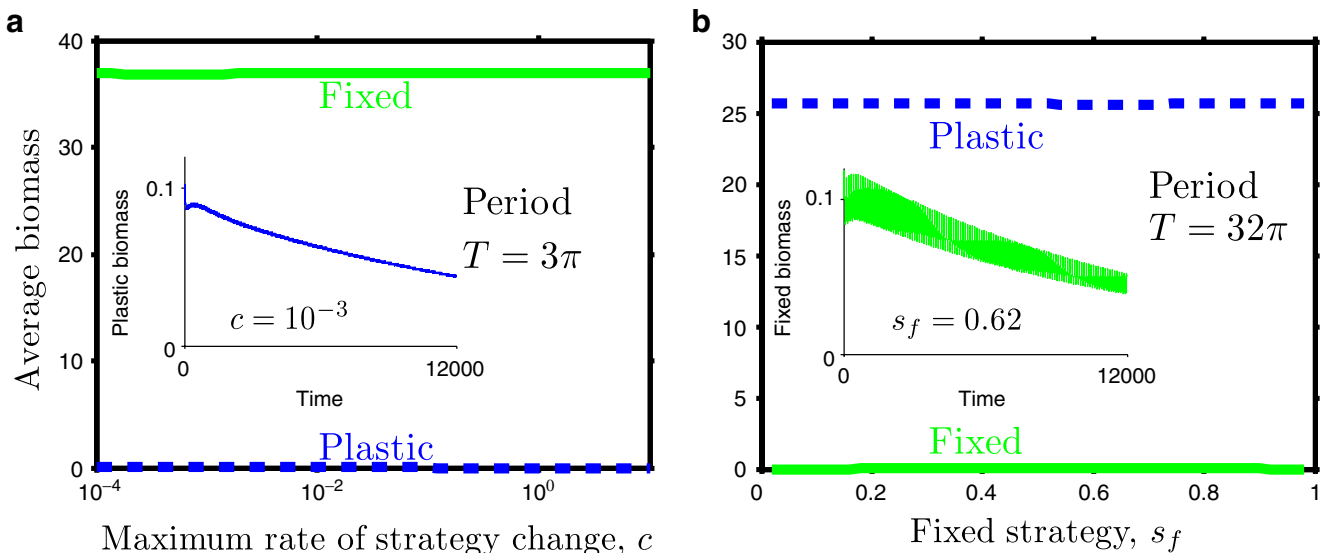 a
40
30
20
10
0
Average biomass
Fixed
Plastic biomass
0.1
0
c = 10⁻³
0
12000
Time
Period
T = 3π
Plastic
10⁻⁴
10⁻²
10⁰
Maximum rate of strategy change, c
b
30
25
20
15
10
5
0
Plastic
Fixed biomass
0.1
0
s_f = 0.62
0
12000
Time
Period
T = 32π
Fixed
0
0.2
0.4
0.6
0.8
1
Fixed strategy, s_f